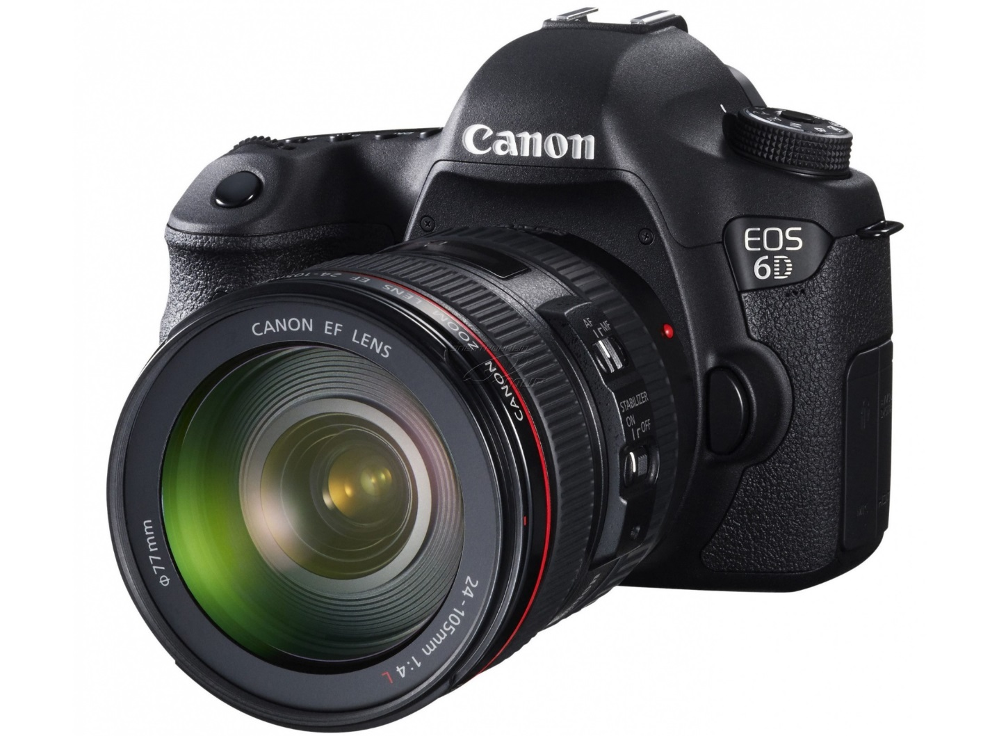 Canon
EOS
6D
CANON EF LENS
ZOOM LENS EF 24-105mm
CANON
AF
MF
STABILIZER
ON
OFF
Φ77mm
24-105mm 1:4 L